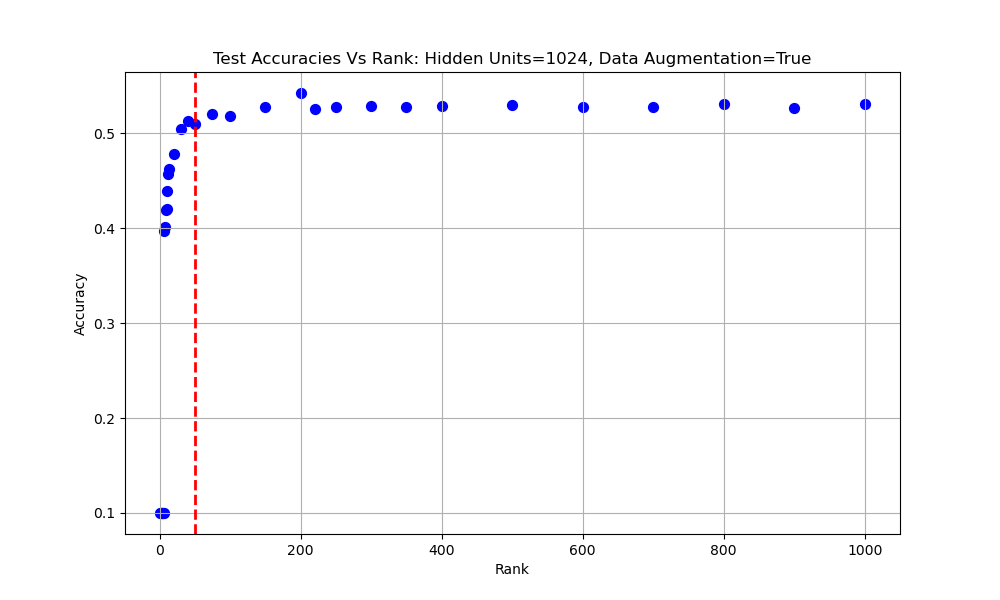 Test Accuracies Vs Rank: Hidden Units=1024, Data Augmentation=True
0.5
0.4
0.3
0.2
0.1
Accuracy
0 200 400 600 800 1000
Rank